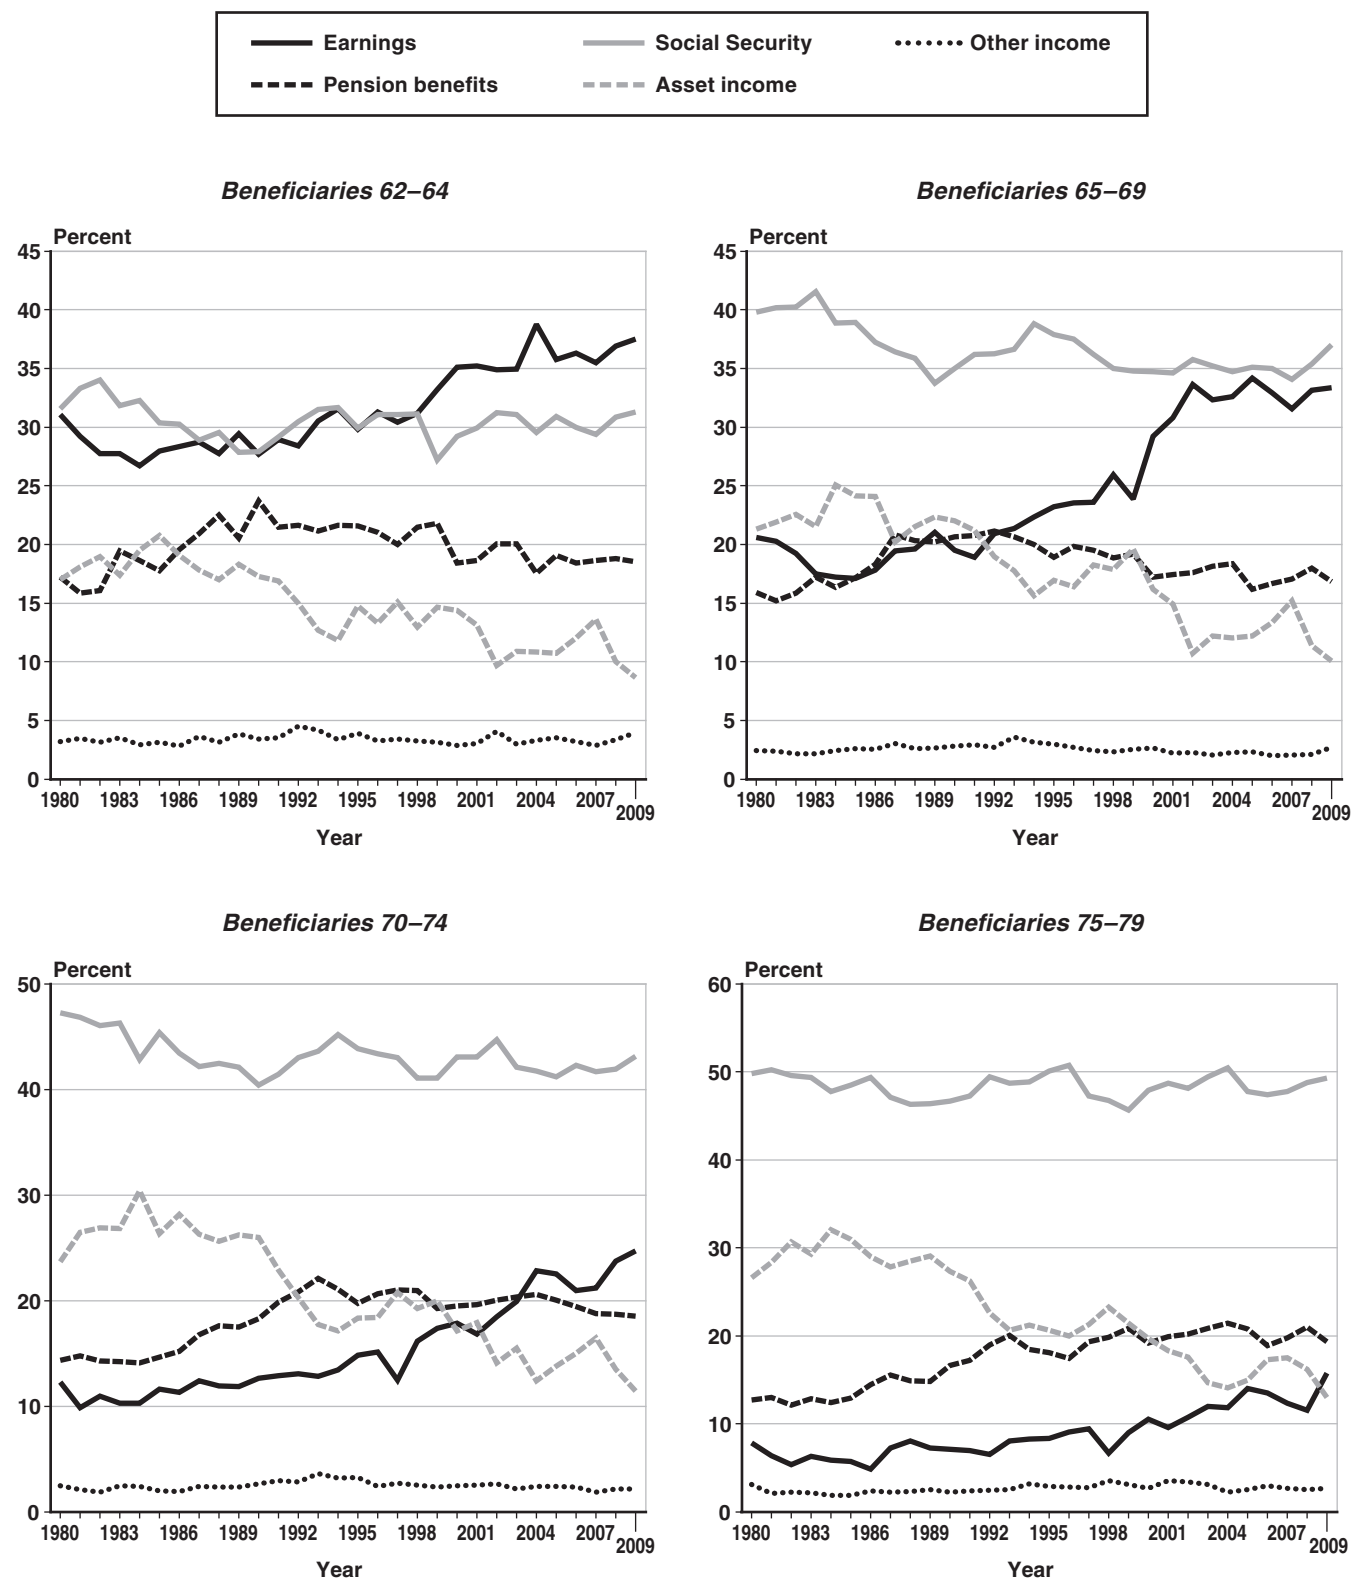 Earnings Social Security Other income
Pension benefits Asset income
Beneficiaries 62–64
Percent
45
40
35
30
25
20
15
10
5
0
1980 1983 1986 1989 1992 1995 1998 2001 2004 2007 2009
Year
Beneficiaries 65–69
Percent
45
40
35
30
25
20
15
10
5
0
1980 1983 1986 1989 1992 1995 1998 2001 2004 2007 2009
Year
Beneficiaries 70–74
Percent
50
40
30
20
10
0
1980 1983 1986 1989 1992 1995 1998 2001 2004 2007 2009
Year
Beneficiaries 75–79
Percent
60
50
40
30
20
10
0
1980 1983 1986 1989 1992 1995 1998 2001 2004 2007 2009
Year